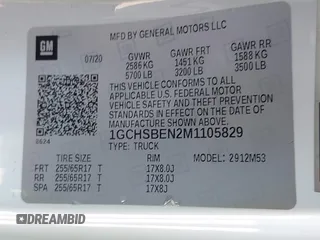 GM
MFD BY GENERAL MOTORS LLC
07/20
GVWR GAWR FRT GAWR RR
2586 KG 1451 KG 1588 KG
5700 LB 3200 LB 3500 LB
THIS VEHICLE CONFORMS TO ALL
APPLICABLE U.S. FEDERAL MOTOR
VEHICLE SAFETY AND THEFT PREVENTION
STANDARDS IN EFFECT ON THE DATE OF
MANUFACTURE SHOWN ABOVE.
1GCHSBEN2M1105829
TYPE: TRUCK
MODEL: 2912M53
TIRE SIZE RIM
FRT 255/65R17 T 17X8.0J
RR 255/65R17 T 17X8.0J
SPA 255/65R17 T 17X8J
DREAMBID